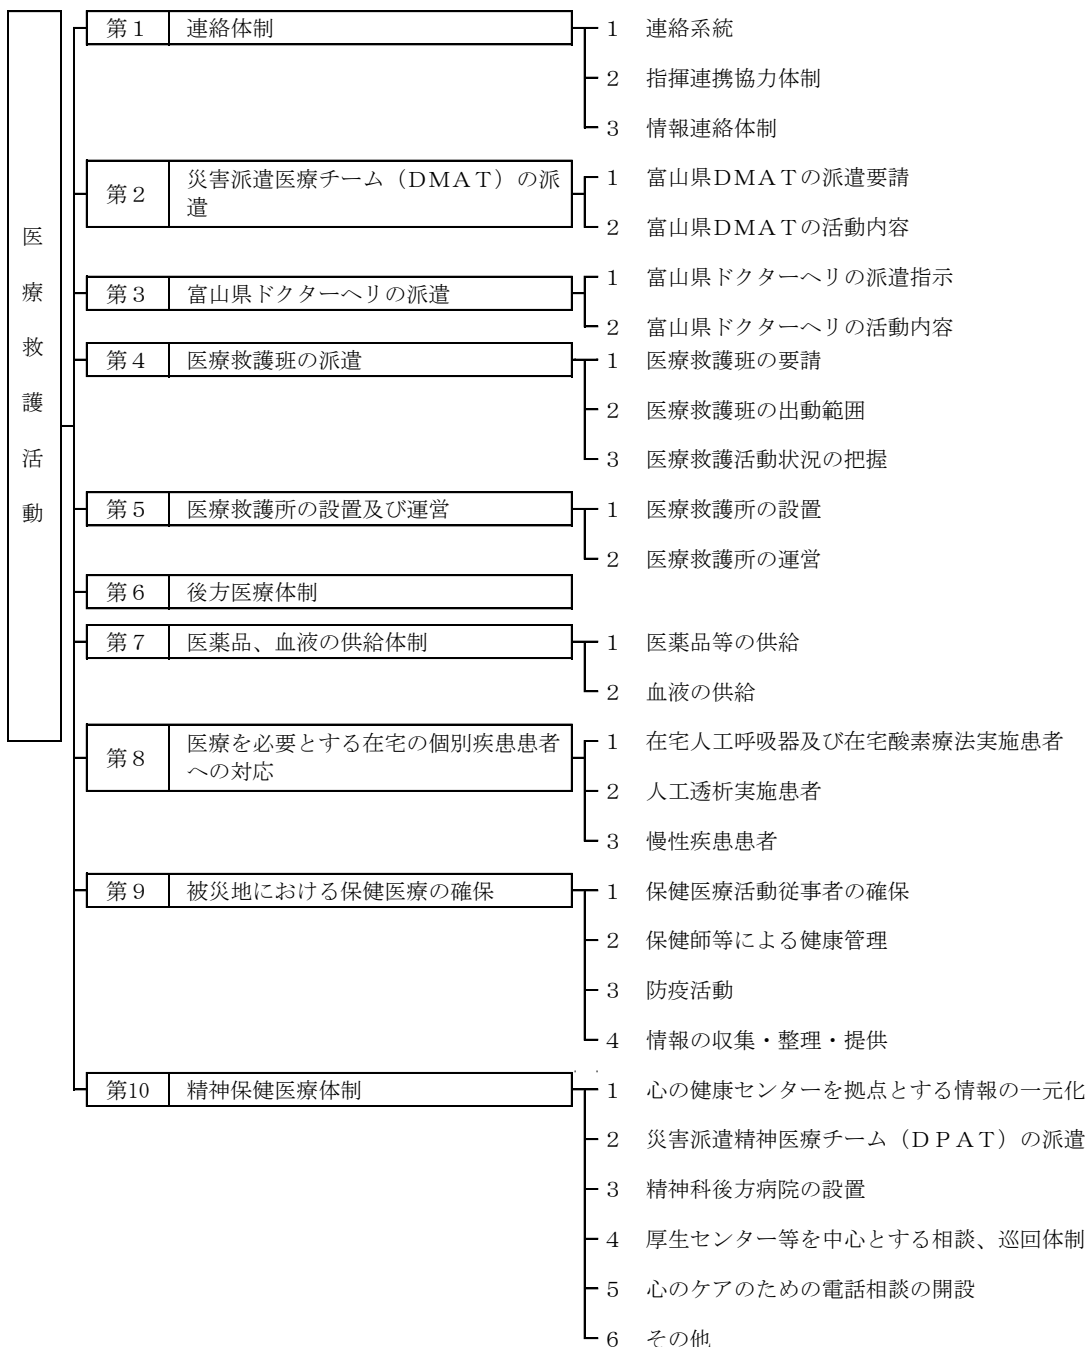 医療救護活動
第１ 連絡体制
１ 連絡系統
２ 指揮連携協力体制
３ 情報連絡体制
第２ 災害派遣医療チーム（ＤＭＡＴ）の派
遣
１ 富山県ＤＭＡＴの派遣要請
２ 富山県ＤＭＡＴの活動内容
第３ 富山県ドクターヘリの派遣
１ 富山県ドクターヘリの派遣指示
２ 富山県ドクターヘリの活動内容
第４ 医療救護班の派遣
１ 医療救護班の要請
２ 医療救護班の出動範囲
３ 医療救護活動状況の把握
第５ 医療救護所の設置及び運営
１ 医療救護所の設置
２ 医療救護所の運営
第６ 後方医療体制
第７ 医薬品、血液の供給体制
１ 医薬品等の供給
２ 血液の供給
第８ 医療を必要とする在宅の個別疾患患者
への対応
１ 在宅人工呼吸器及び在宅酸素療法実施患者
２ 人工透析実施患者
３ 慢性疾患患者
第９ 被災地における保健医療の確保
１ 保健医療活動従事者の確保
２ 保健師等による健康管理
３ 防疫活動
４ 情報の収集・整理・提供
第10 精神保健医療体制
１ 心の健康センターを拠点とする情報の一元化
２ 災害派遣精神医療チーム（ＤＰＡＴ）の派遣
３ 精神科後方病院の設置
４ 厚生センター等を中心とする相談、巡回体制
５ 心のケアのための電話相談の開設
６ その他